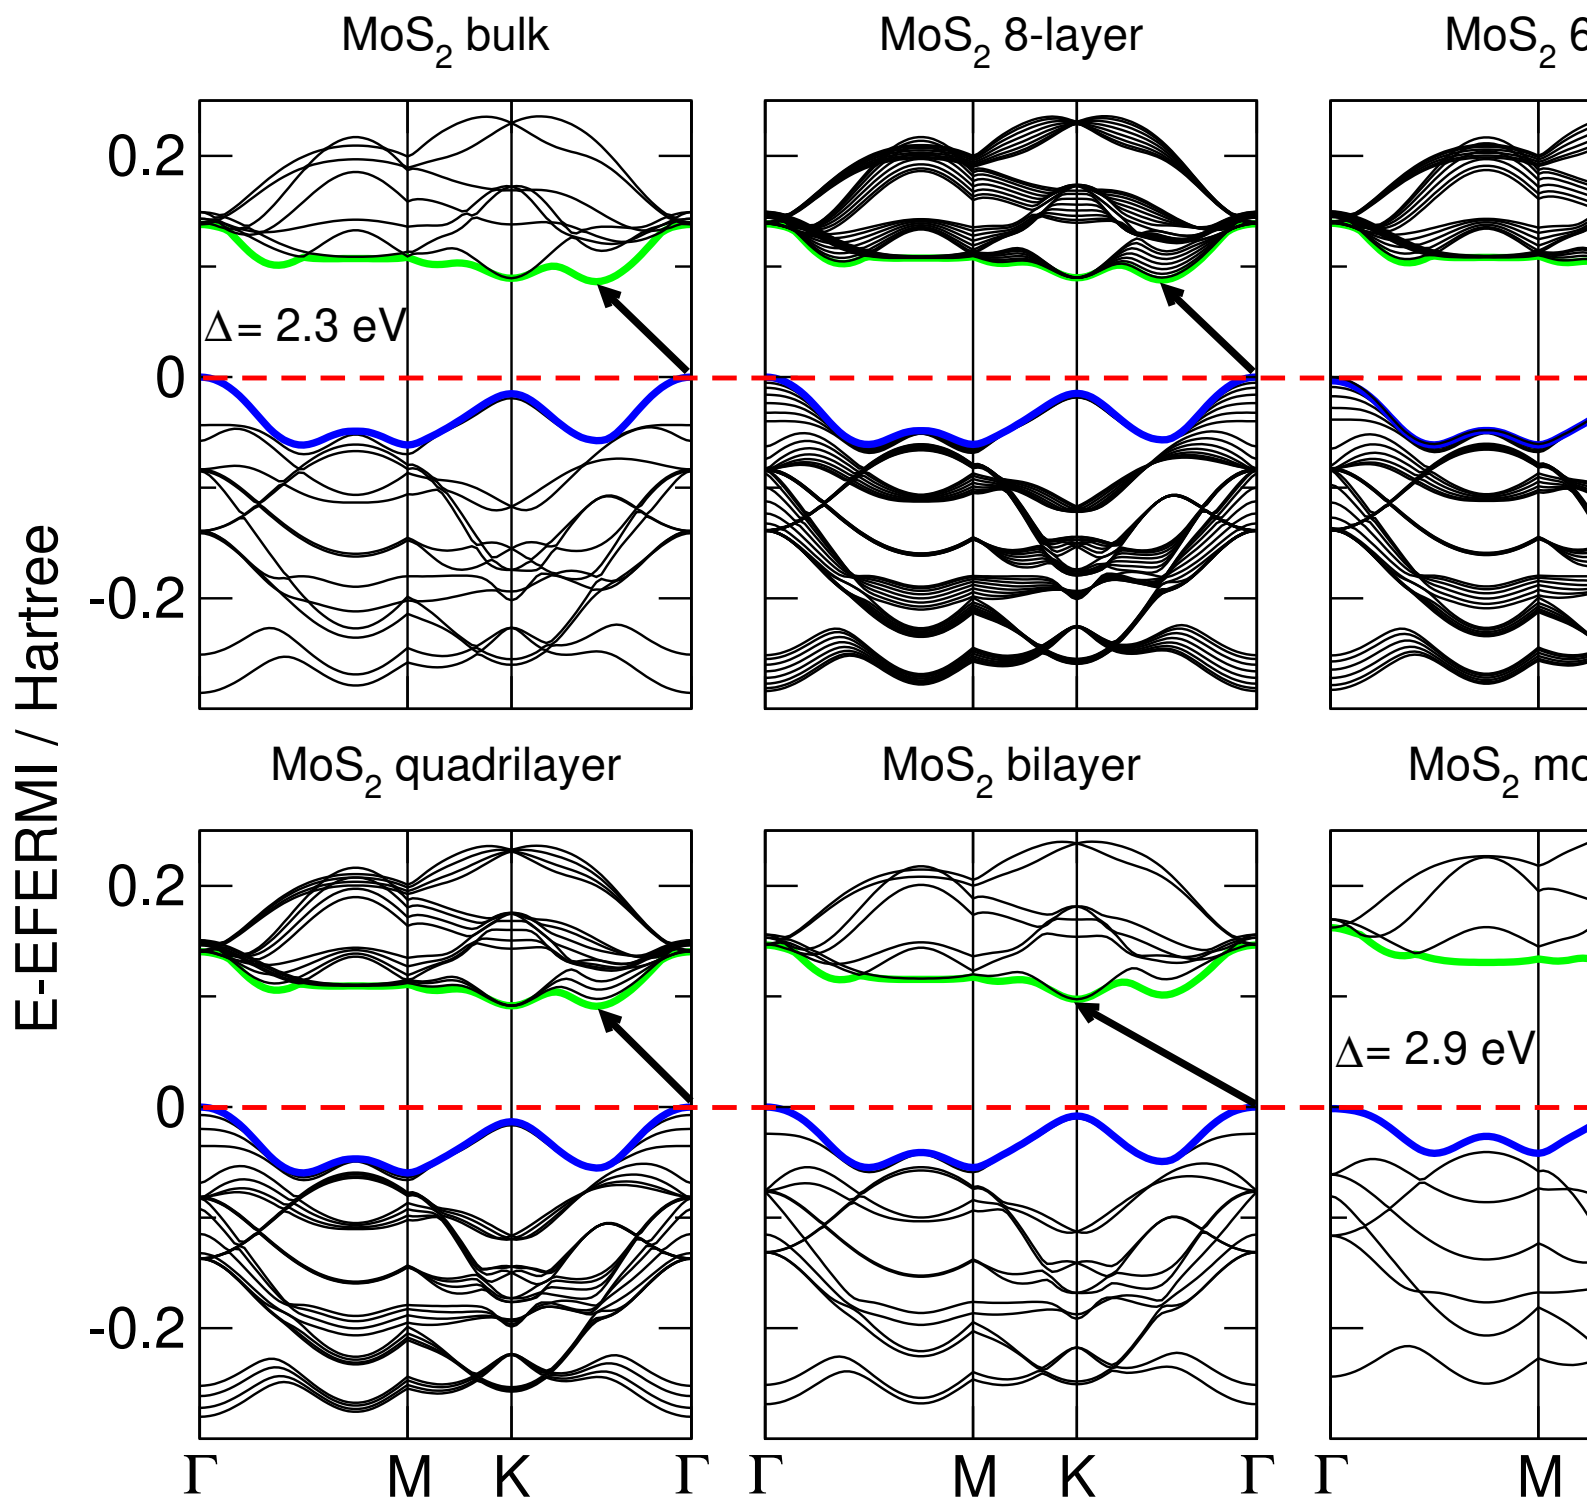 MoS2 bulk
MoS2 8-layer
MoS2 6
0.2
0
-0.2
Δ= 2.3 eV
E-EFERMI / Hartree
MoS2 quadrilayer
MoS2 bilayer
MoS2 mo
0.2
0
-0.2
Δ= 2.9 eV
Γ M K Γ Γ M K Γ Γ M